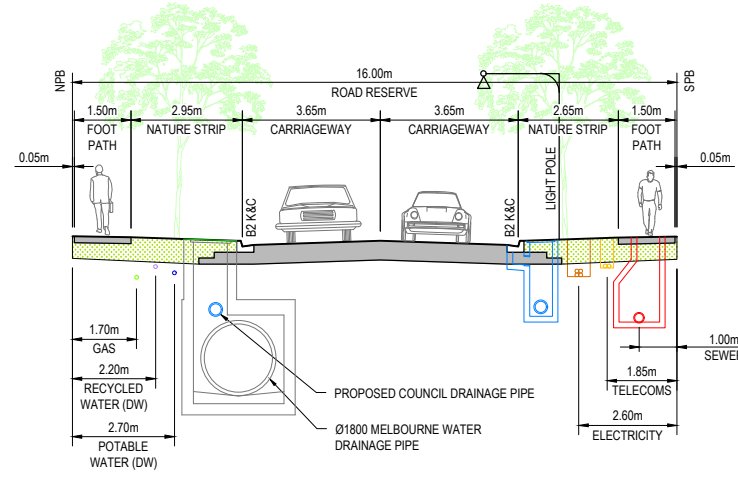 16.00m
ROAD RESERVE
NPB
SPB
1.50m
2.95m
3.65m
3.65m
2.65m
1.50m
FOOT
PATH
NATURE STRIP
CARRIAGEWAY
CARRIAGEWAY
NATURE STRIP
FOOT
PATH
0.05m
0.05m
B2 K&C
B2 K&C
LIGHT POLE
1.70m
GAS
2.20m
RECYCLED
WATER (DW)
2.70m
POTABLE
WATER (DW)
PROPOSED COUNCIL DRAINAGE PIPE
Ø1800 MELBOURNE WATER
DRAINAGE PIPE
1.00m
SEWER
1.85m
TELECOMS
2.60m
ELECTRICITY